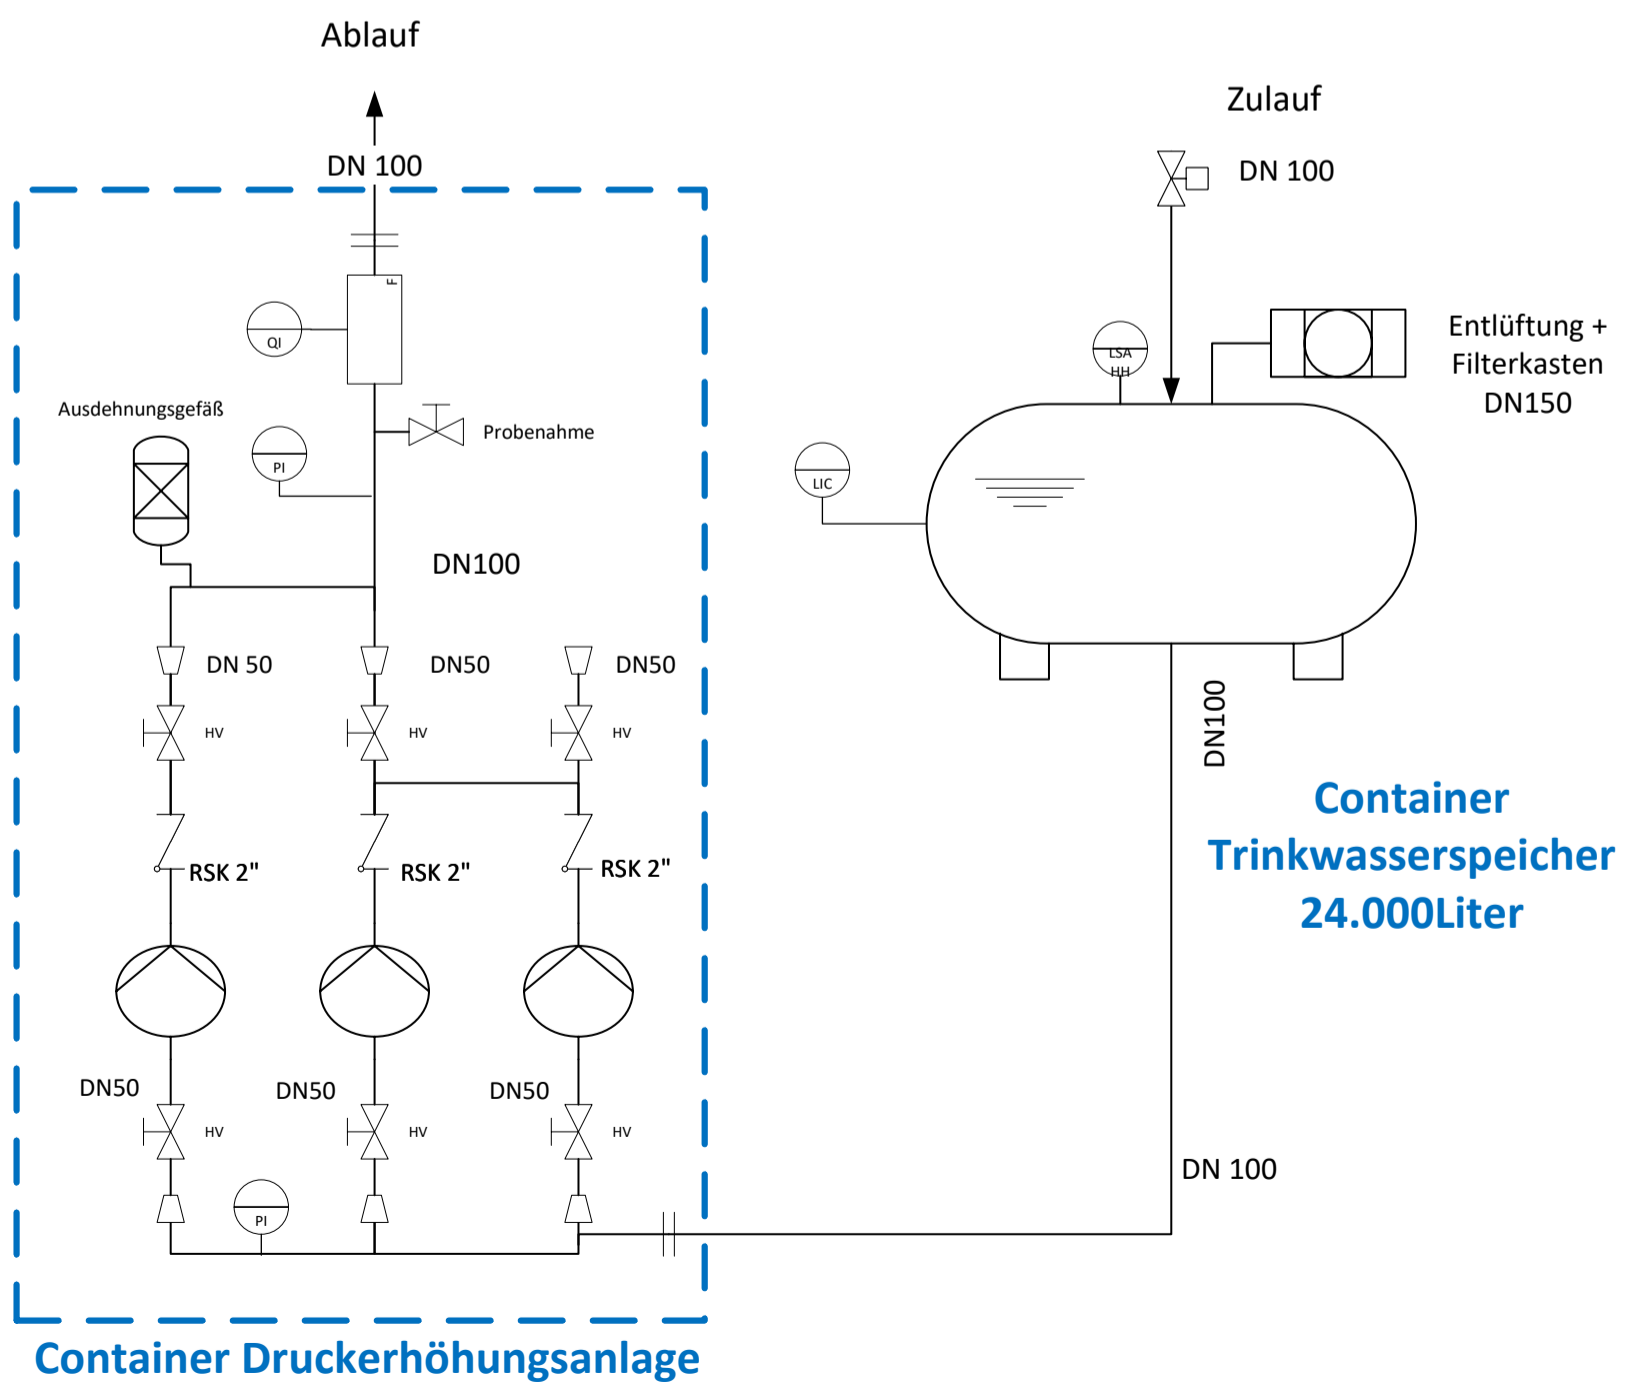 Ablauf
DN 100
Zulauf
DN 100
F
QI
LSA
HH
Entlüftung +
Filterkasten
DN150
Ausdehnungsgefäß
PI
Probenahme
LIC
DN100
DN 50
DN50
DN50
HV
HV
HV
DN100
Container
Trinkwasserspeicher
24.000Liter
RSK 2"
RSK 2"
RSK 2"
DN50
DN50
DN50
HV
HV
HV
DN 100
PI
Container Druckerhöhungsanlage